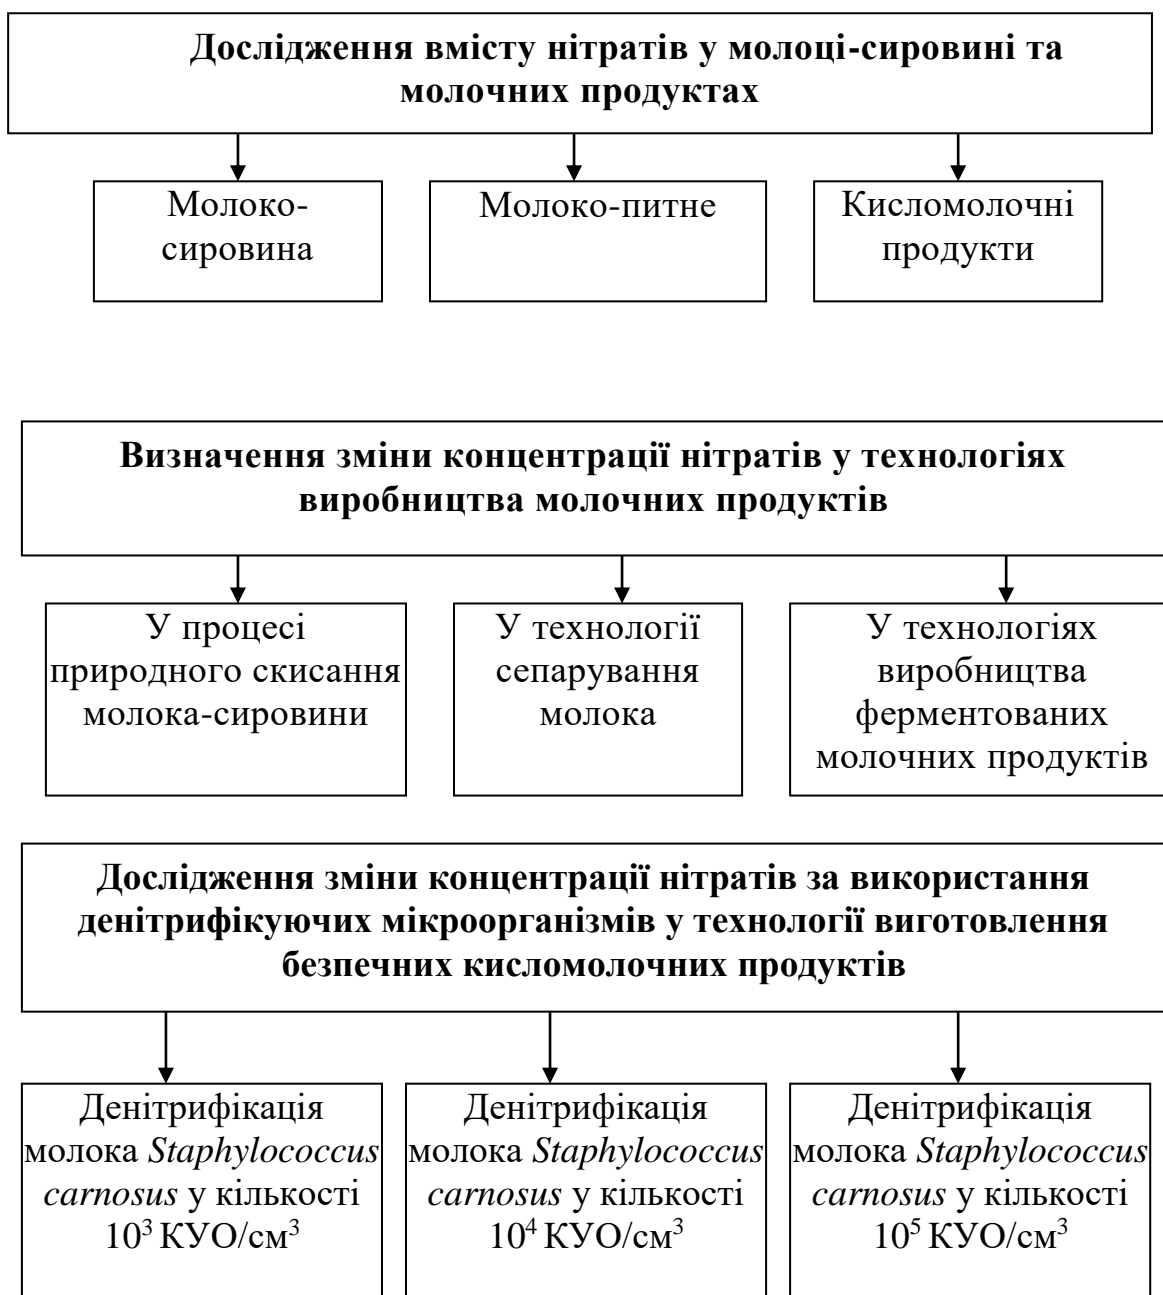 Дослідження вмісту нітратів у молоці-сировині та
молочних продуктах
Молоко-
сировина
Молоко-питне
Кисломолочні
продукти
Визначення зміни концентрації нітратів у технологіях
виробництва молочних продуктів
У процесі
природного скисання
молока-сировини
У технології
сепарування
молока
У технологіях
виробництва
ферментованих
молочних продуктів
Дослідження зміни концентрації нітратів за використання
денітрифікуючих мікроорганізмів у технології виготовлення
безпечних кисломолочних продуктів
Денітрифікація
молока Staphylococcus
carnosus у кількості
10³ КУО/см³
Денітрифікація
молока Staphylococcus
carnosus у кількості
10⁴ КУО/см³
Денітрифікація
молока Staphylococcus
carnosus у кількості
10⁵ КУО/см³